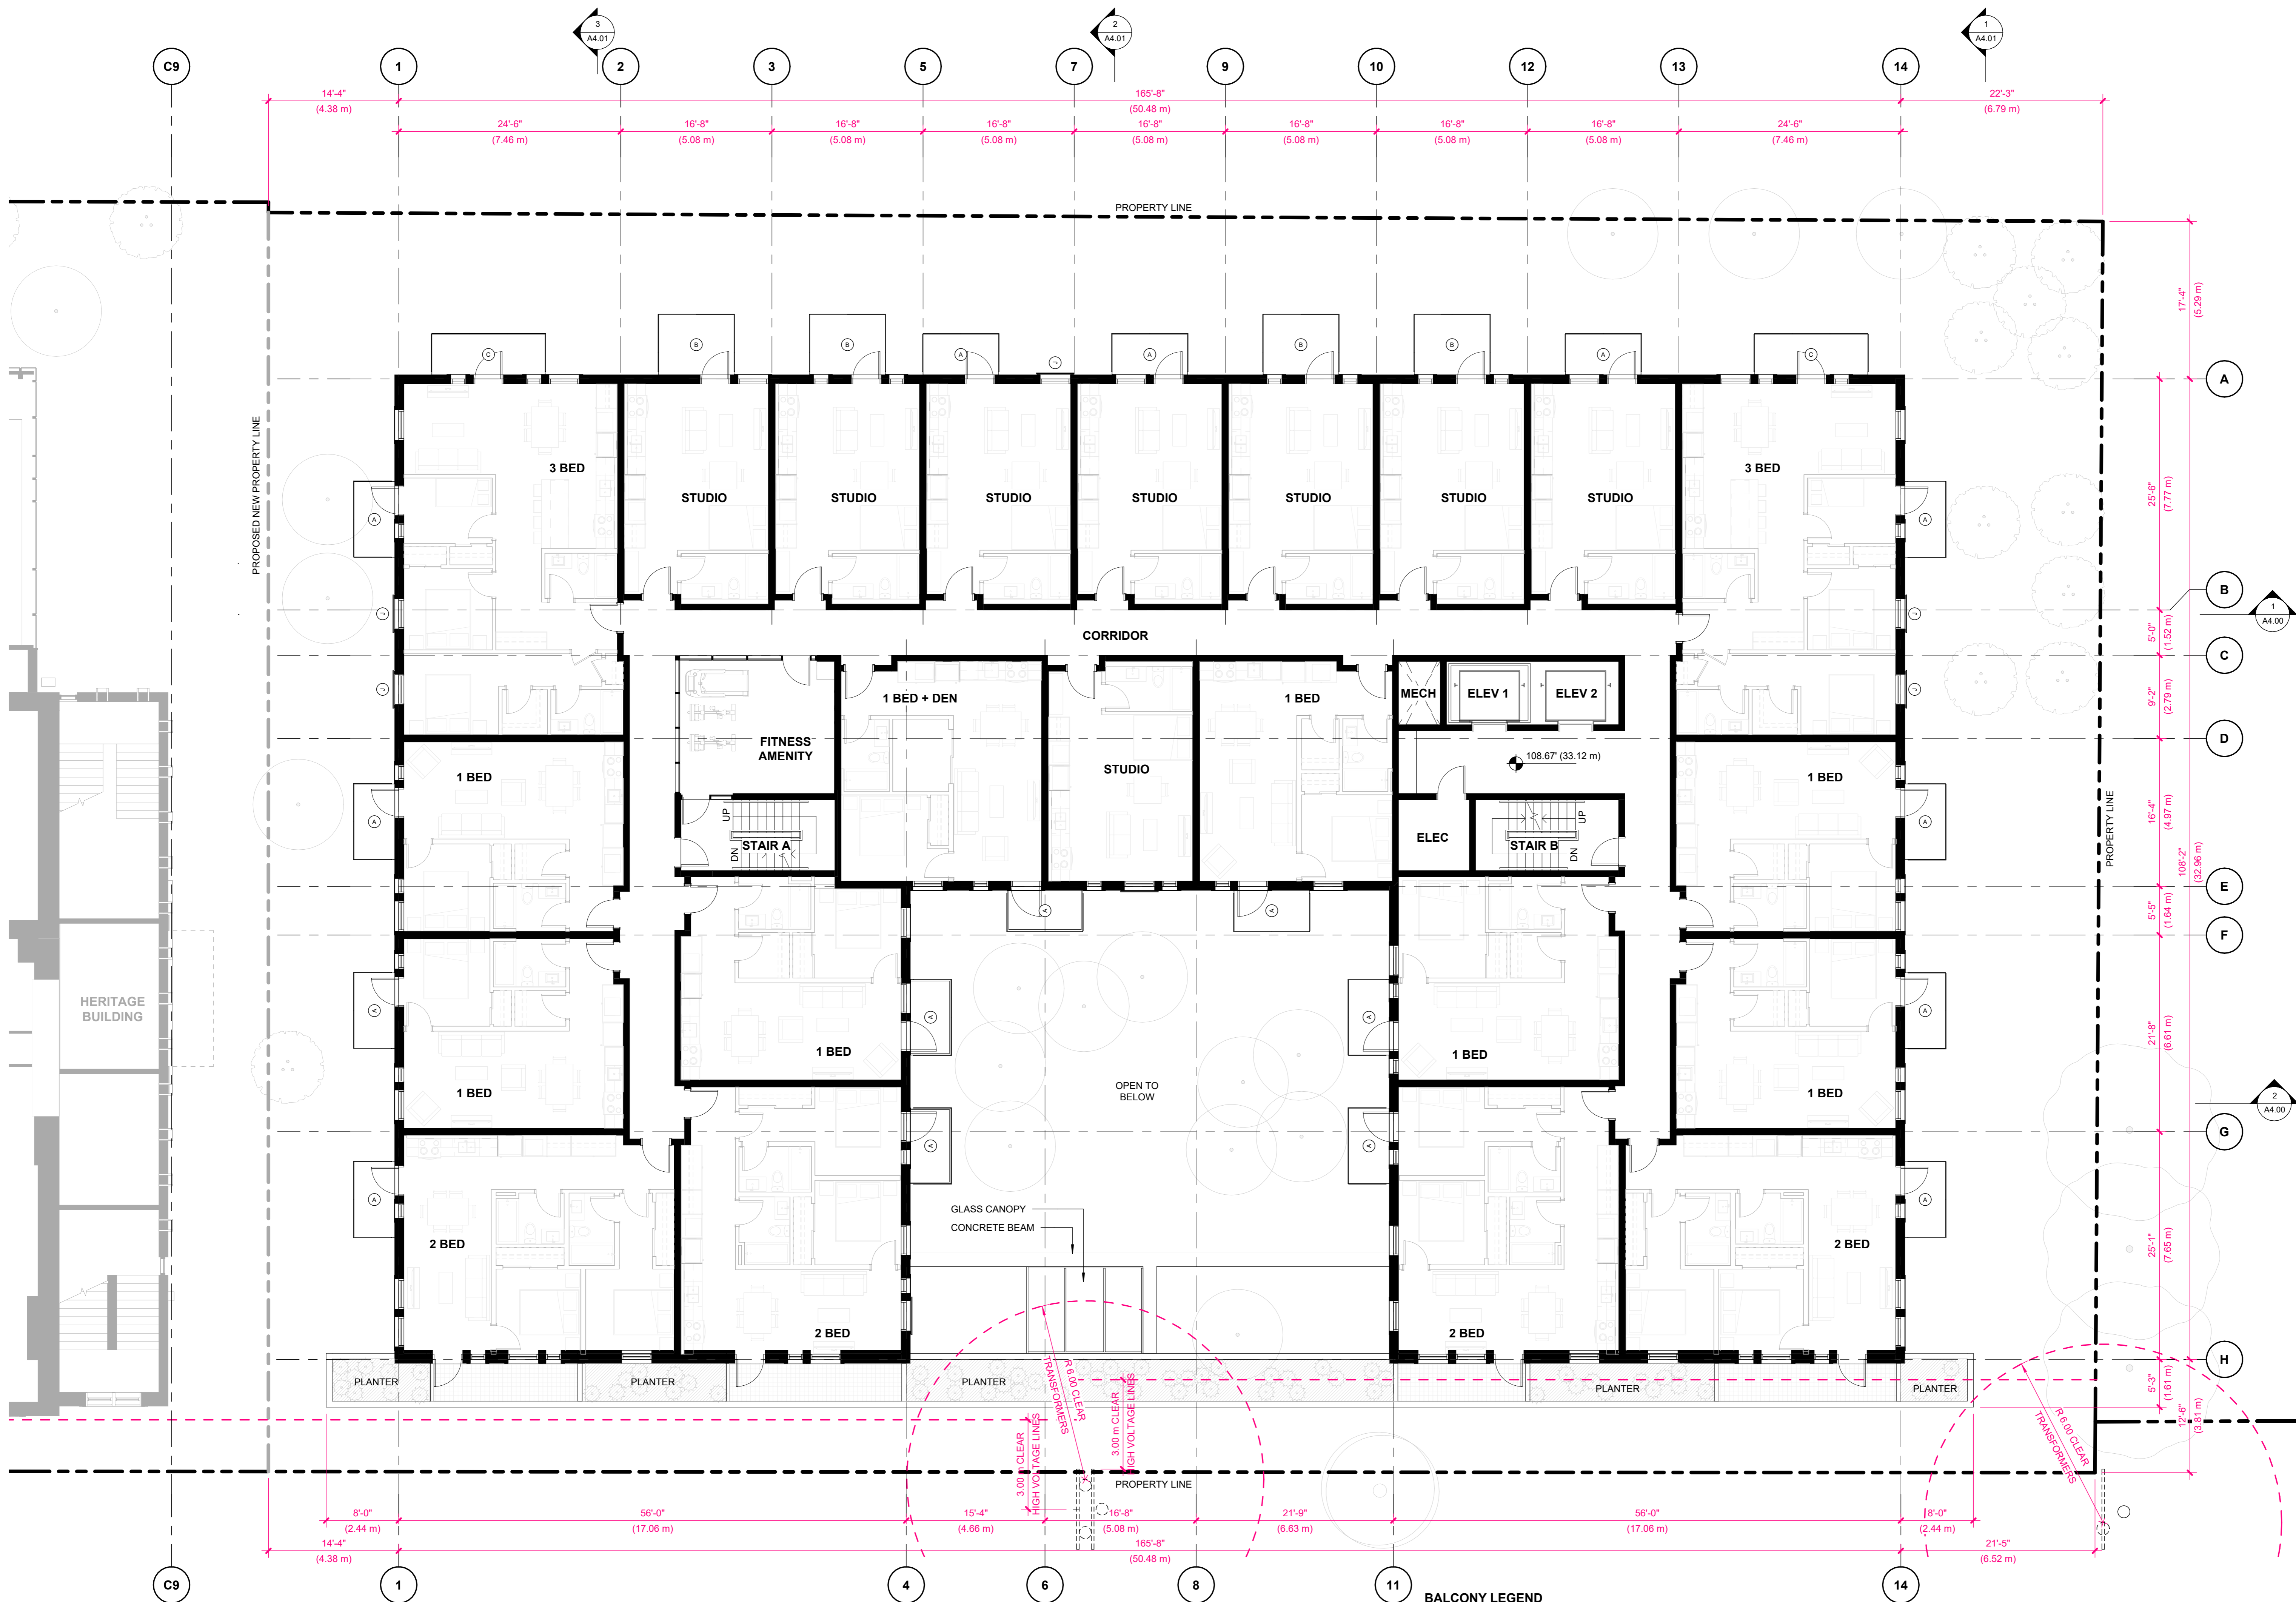 3
A4.01
2
A4.01
1
A4.01
C9
1
2
3
5
7
9
10
12
13
14
14'-4"
(4.38 m)
165'-8"
(50.48 m)
22'-3"
(6.79 m)
24'-6"
(7.46 m)
16'-8"
(5.08 m)
16'-8"
(5.08 m)
16'-8"
(5.08 m)
16'-8"
(5.08 m)
16'-8"
(5.08 m)
16'-8"
(5.08 m)
16'-8"
(5.08 m)
24'-6"
(7.46 m)
PROPERTY LINE
PROPOSED NEW PROPERTY LINE
17'-4"
(5.29 m)
C
B
B
A
J
A
B
B
A
C
A
3 BED
STUDIO
STUDIO
STUDIO
STUDIO
STUDIO
STUDIO
STUDIO
3 BED
A
A
25'-6"
(7.77 m)
B
1
A4.00
J
J
CORRIDOR
5'-0"
(1.52 m)
C
J
J
1 BED + DEN
1 BED
MECH
ELEV 1
ELEV 2
9'-2"
(2.79 m)
D
FITNESS
AMENITY
STUDIO
108.67' (33.12 m)
1 BED
1 BED
A
A
UP
STAIR A
DN
ELEC
UP
STAIR B
DN
16'-4"
(4.97 m)
108'-2"
(32.96 m)
PROPERTY LINE
E
A
A
5'-5"
(1.64 m)
F
HERITAGE
BUILDING
A
A
A
A
1 BED
1 BED
1 BED
1 BED
21'-8"
(6.61 m)
OPEN TO
BELOW
2
A4.00
G
A
A
A
A
GLASS CANOPY
CONCRETE BEAM
2 BED
2 BED
2 BED
2 BED
25'-1"
(7.65 m)
H
PLANTER
PLANTER
PLANTER
PLANTER
PLANTER
5'-3"
(1.61 m)
12'-6"
(3.81 m)
R 6.00 CLEAR
TRANSFORMERS
3.00 m CLEAR
HIGH VOLTAGE LINES
3.00 m CLEAR
HIGH VOLTAGE LINES
R 6.00 CLEAR
TRANSFORMERS
PROPERTY LINE
8'-0"
(2.44 m)
56'-0"
(17.06 m)
15'-4"
(4.66 m)
16'-8"
(5.08 m)
21'-9"
(6.63 m)
56'-0"
(17.06 m)
8'-0"
(2.44 m)
14'-4"
(4.38 m)
165'-8"
(50.48 m)
21'-5"
(6.52 m)
C9
1
4
6
8
11
14
BALCONY LEGEND